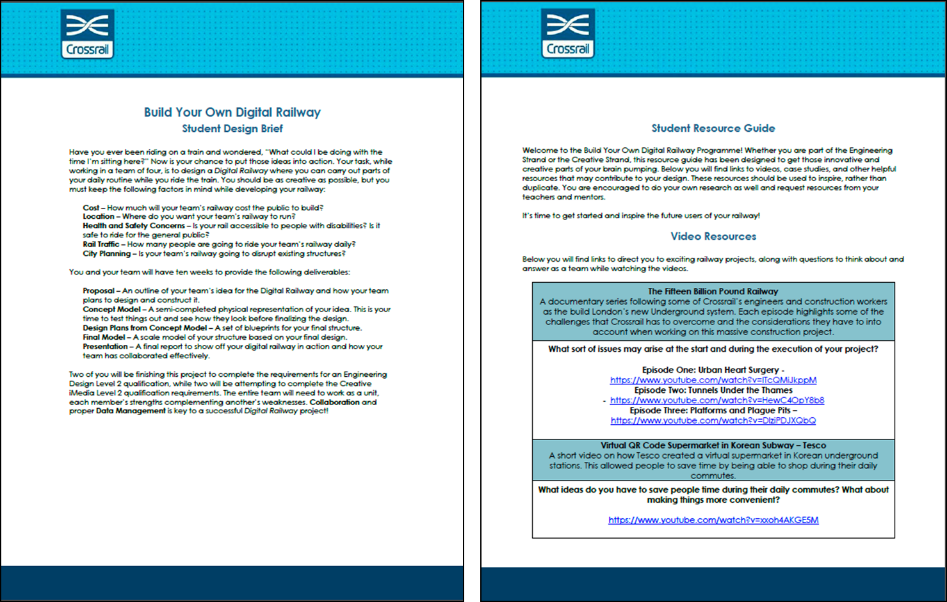 Crossrail
Build Your Own Digital Railway
Student Design Brief
Have you ever been riding on a train and wondered, "What could I be doing with the
time I'm sitting here?" Now is your chance to put those ideas into action. Your task, while
working in a team of four, is to design a Digital Railway where you can carry out parts of
your daily routine while you ride the train. You should be as creative as possible, but you
must keep the following factors in mind while developing your railway:
Cost – How much will your team's railway cost the public to build?
Location – Where do you want your team's railway to run?
Health and Safety Concerns – Is your rail accessible to people with disabilities? Is it
safe to ride for the general public?
Rail Traffic – How many people are going to ride your team's railway daily?
City Planning – Is your team's railway going to disrupt existing structures?
You and your team will have ten weeks to provide the following deliverables:
Proposal – An outline of your team's idea for the Digital Railway and how your team
plans to design and construct it.
Concept Model – A semi-completed physical representation of your idea. This is your
time to test things out and see how they look before finalizing the design.
Design Plans from Concept Model – A set of blueprints for your final structure.
Final Model – A scale model of your structure based on your final design.
Presentation – A final report to show off your digital railway in action and how your
team has collaborated effectively.
Two of you will be finishing this project to complete the requirements for an Engineering
Design Level 2 qualification, while two will be attempting to complete the Creative
iMedia Level 2 qualification requirements. The entire team will need to work as a unit,
each member's strengths complementing another's weaknesses. Collaboration and
proper Data Management is key to a successful Digital Railway project!
Crossrail
Student Resource Guide
Welcome to the Build Your Own Digital Railway Programme! Whether you are part of the Engineering
Strand or the Creative Strand, this resource guide has been designed to get those innovative and
creative parts of your brain pumping. Below you will find links to videos, case studies, and other helpful
resources that may contribute to your design. These resources should be used to inspire, rather than
duplicate. You are encouraged to do your own research as well and request resources from your
teachers and mentors.
It's time to get started and inspire the future users of your railway!
Video Resources
Below you will find links to direct you to exciting railway projects, along with questions to think about and
answer as a team while watching the videos.
The Fifteen Billion Pound Railway
A documentary series following some of Crossrail's engineers and construction workers
as the build London's new Underground system. Each episode highlights some of the
challenges that Crossrail has to overcome and the considerations they have to into
account when working on this massive construction project.
What sort of issues may arise at the start and during the execution of your project?
Episode One: Urban Heart Surgery -
https://www.youtube.com/watch?v=ITcQMiJkppM
Episode Two: Tunnels Under the Thames
- https://www.youtube.com/watch?v=HewC4OpY8b8
Episode Three: Platforms and Plague Pits –
https://www.youtube.com/watch?v=DIziPDJXQbQ
Virtual QR Code Supermarket in Korean Subway – Tesco
A short video on how Tesco created a virtual supermarket in Korean underground
stations. This allowed people to save time by being able to shop during their daily
commutes.
What ideas do you have to save people time during their daily commutes? What about
making things more convenient?
https://www.youtube.com/watch?v=xxoh4AKGE5M